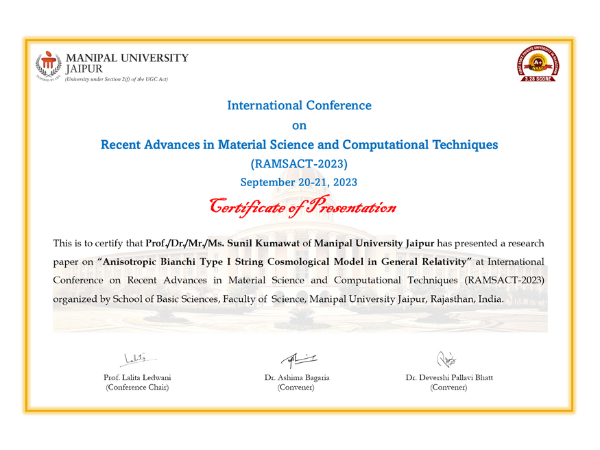 MANIPAL UNIVERSITY
JAIPUR
(University under Section 2(f) of the UGC Act)
3.28 SCORE
International Conference
on
Recent Advances in Material Science and Computational Techniques
(RAMSACT-2023)
September 20-21, 2023
Certificate of Presentation
This is to certify that Prof./Dr./Mr./Ms. Sunil Kumawat of Manipal University Jaipur has presented a research
paper on “Anisotropic Bianchi Type I String Cosmological Model in General Relativity” at International
Conference on Recent Advances in Material Science and Computational Techniques (RAMSACT-2023)
organized by School of Basic Sciences, Faculty of Science, Manipal University Jaipur, Rajasthan, India.
Lalita
Prof. Lalita Ledwani
(Conference Chair)
Dr. Ashima Bagaria
(Convener)
Dr. Devershi Pallavi Bhatt
(Convener)